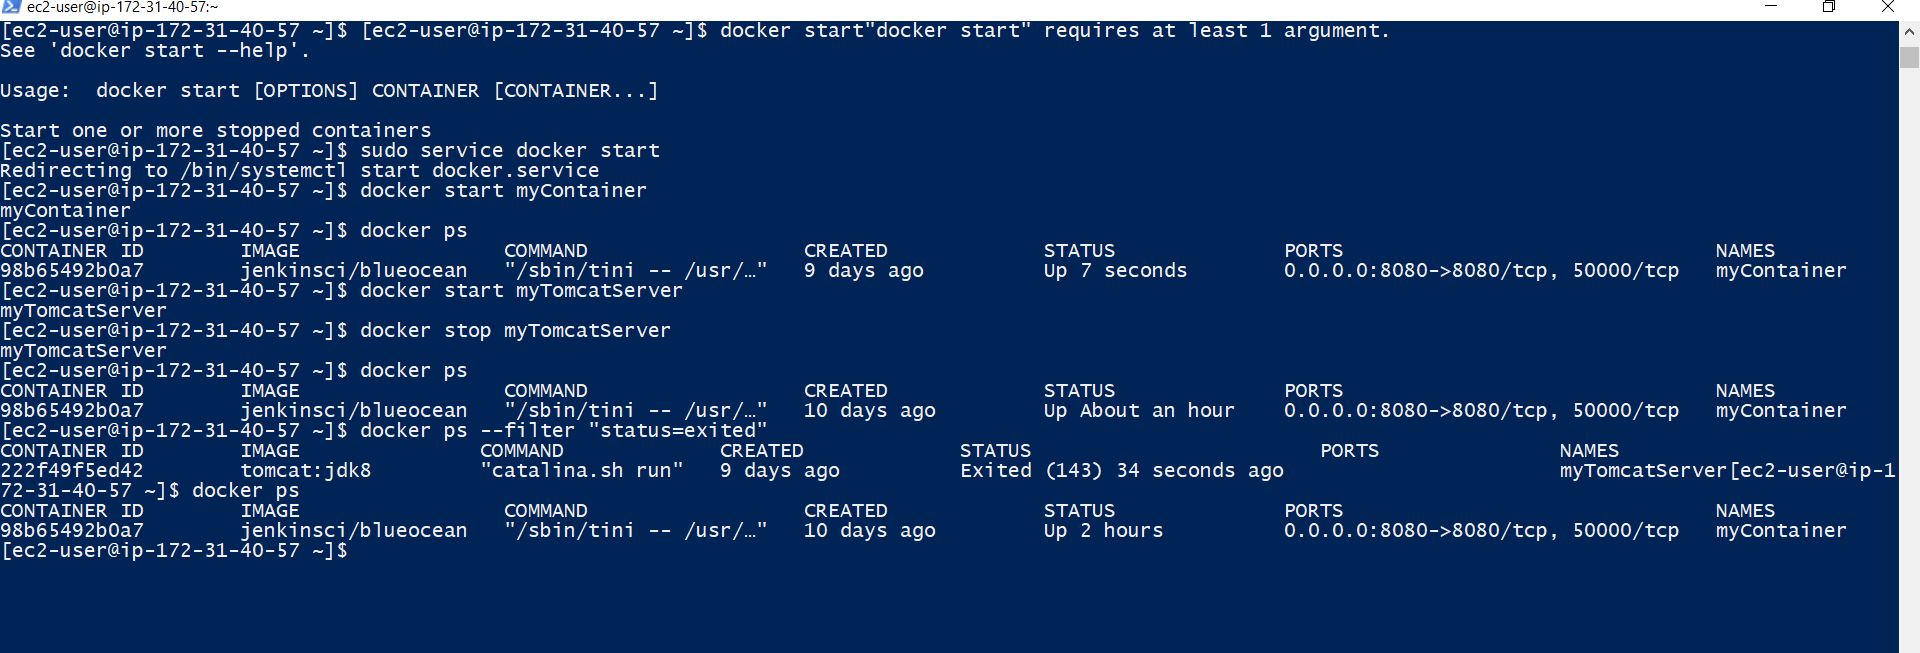 ec2-user@ip-172-31-40-57:~
[ec2-user@ip-172-31-40-57 ~]$ [ec2-user@ip-172-31-40-57 ~]$ docker start"docker start" requires at least 1 argument.
See 'docker start --help'.
Usage:  docker start [OPTIONS] CONTAINER [CONTAINER...]
Start one or more stopped containers
[ec2-user@ip-172-31-40-57 ~]$ sudo service docker start
Redirecting to /bin/systemctl start docker.service
[ec2-user@ip-172-31-40-57 ~]$ docker start myContainer
myContainer
[ec2-user@ip-172-31-40-57 ~]$ docker ps
CONTAINER ID        IMAGE                 COMMAND                  CREATED             STATUS              PORTS                               NAMES
98b65492b0a7        jenkinsci/blueocean   "/sbin/tini -- /usr/…"   9 days ago          Up 7 seconds        0.0.0.0:8080->8080/tcp, 50000/tcp   myContainer
[ec2-user@ip-172-31-40-57 ~]$ docker start myTomcatServer
myTomcatServer
[ec2-user@ip-172-31-40-57 ~]$ docker stop myTomcatServer
myTomcatServer
[ec2-user@ip-172-31-40-57 ~]$ docker ps
CONTAINER ID        IMAGE                 COMMAND                  CREATED             STATUS              PORTS                               NAMES
98b65492b0a7        jenkinsci/blueocean   "/sbin/tini -- /usr/…"   10 days ago         Up About an hour    0.0.0.0:8080->8080/tcp, 50000/tcp   myContainer
[ec2-user@ip-172-31-40-57 ~]$ docker ps --filter "status=exited"
CONTAINER ID        IMAGE               COMMAND             CREATED             STATUS                        PORTS               NAMES
222f49f5ed42        tomcat:jdk8         "catalina.sh run"   9 days ago          Exited (143) 34 seconds ago                       myTomcatServer[ec2-user@ip-1
72-31-40-57 ~]$ docker ps
CONTAINER ID        IMAGE                 COMMAND                  CREATED             STATUS              PORTS                               NAMES
98b65492b0a7        jenkinsci/blueocean   "/sbin/tini -- /usr/…"   10 days ago         Up 2 hours          0.0.0.0:8080->8080/tcp, 50000/tcp   myContainer
[ec2-user@ip-172-31-40-57 ~]$